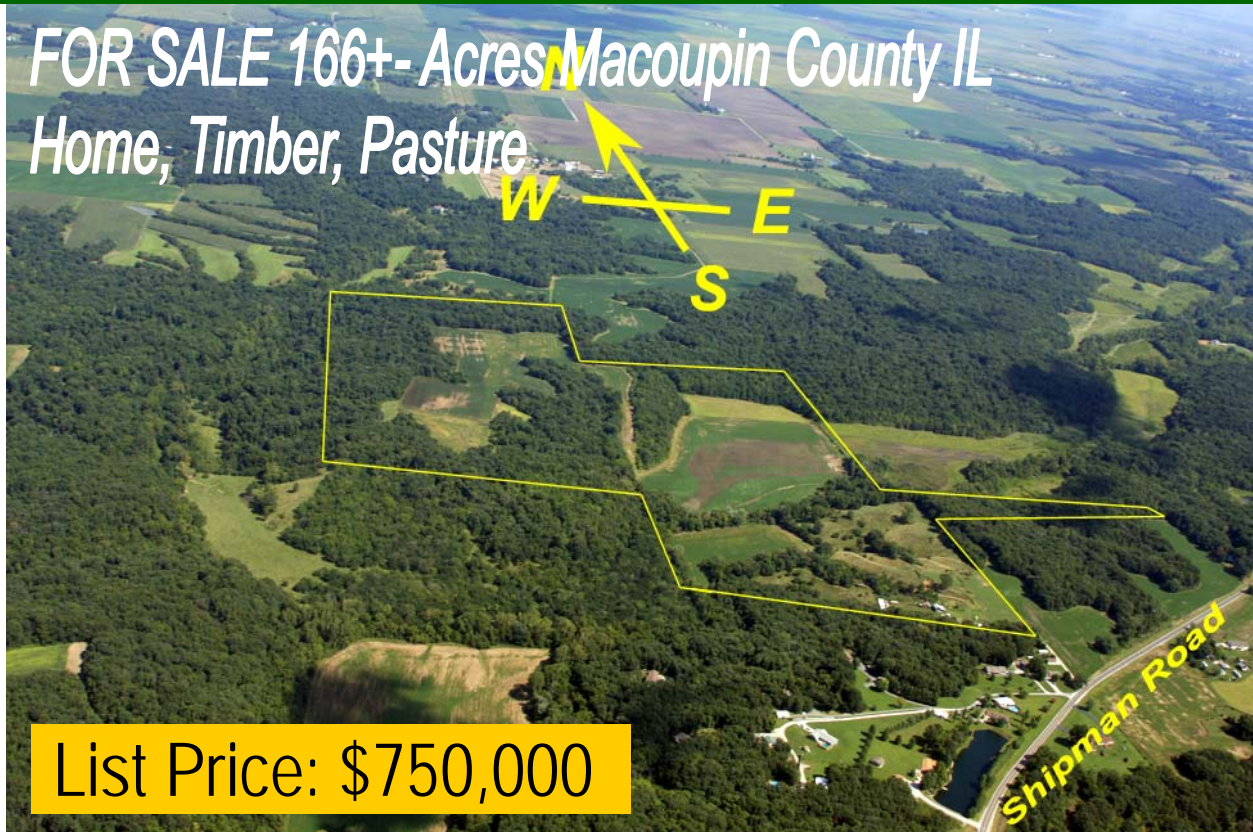 FOR SALE 166+- Acres Macoupin County IL
Home, Timber, Pasture
N
W
E
S
Shipman Road
List Price: $750,000